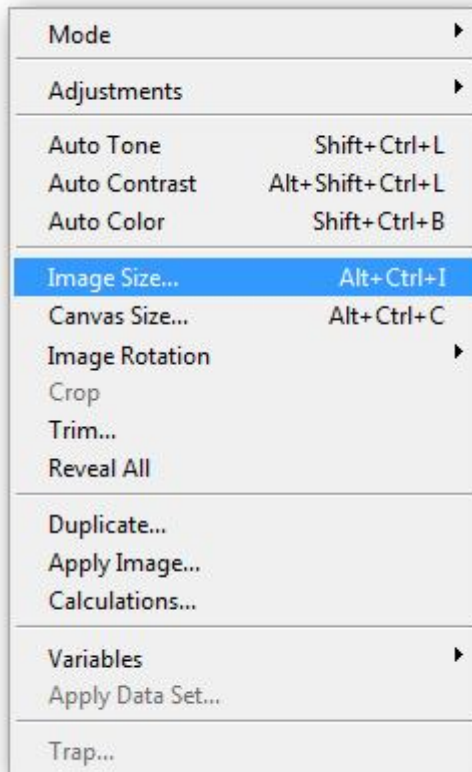 Mode
Adjustments
Auto Tone Shift+Ctrl+L
Auto Contrast Alt+Shift+Ctrl+L
Auto Color Shift+Ctrl+B
Image Size... Alt+Ctrl+I
Canvas Size... Alt+Ctrl+C
Image Rotation
Crop
Trim...
Reveal All
Duplicate...
Apply Image...
Calculations...
Variables
Apply Data Set...
Trap...